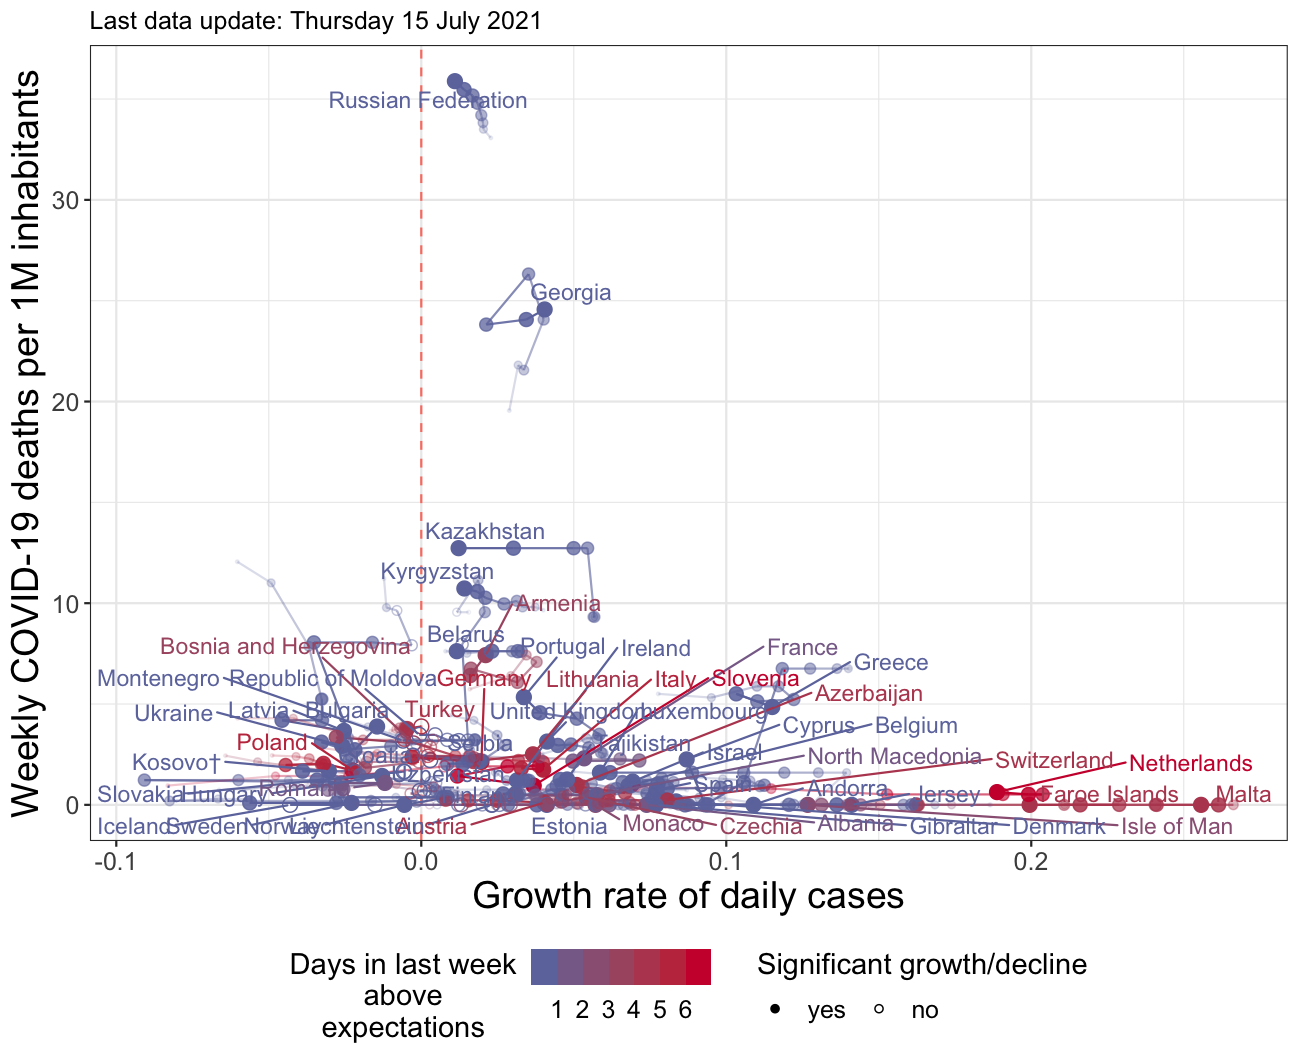 Last data update: Thursday 15 July 2021
Weekly COVID-19 deaths per 1M inhabitants
30
20
10
0
Russian Federation
Georgia
Kazakhstan
Kyrgyzstan
Armenia
Belarus
Portugal
Ireland
France
Bosnia and Herzegovina
Greece
Montenegro
Republic of Moldova
Germany
Lithuania
Italy
Slovenia
Azerbaijan
Ukraine
Latvia
Bulgaria
Turkey
United Kingdom
Luxembourg
Cyprus
Belgium
Poland
Serbia
Tajikistan
Israel
North Macedonia
Switzerland
Netherlands
Kosovo†
Croatia
Uzbekistan
Romania
Spain
Andorra
Slovakia
Hungary
Finland
Jersey
Faroe Islands
Malta
Iceland
Sweden
Norway
Liechtenstein
Austria
Estonia
Monaco
Czechia
Albania
Gibraltar
Denmark
Isle of Man
-0.1
0.0
0.1
0.2
Growth rate of daily cases
Days in last week
above
expectations
1 2 3 4 5 6
Significant growth/decline
yes
no